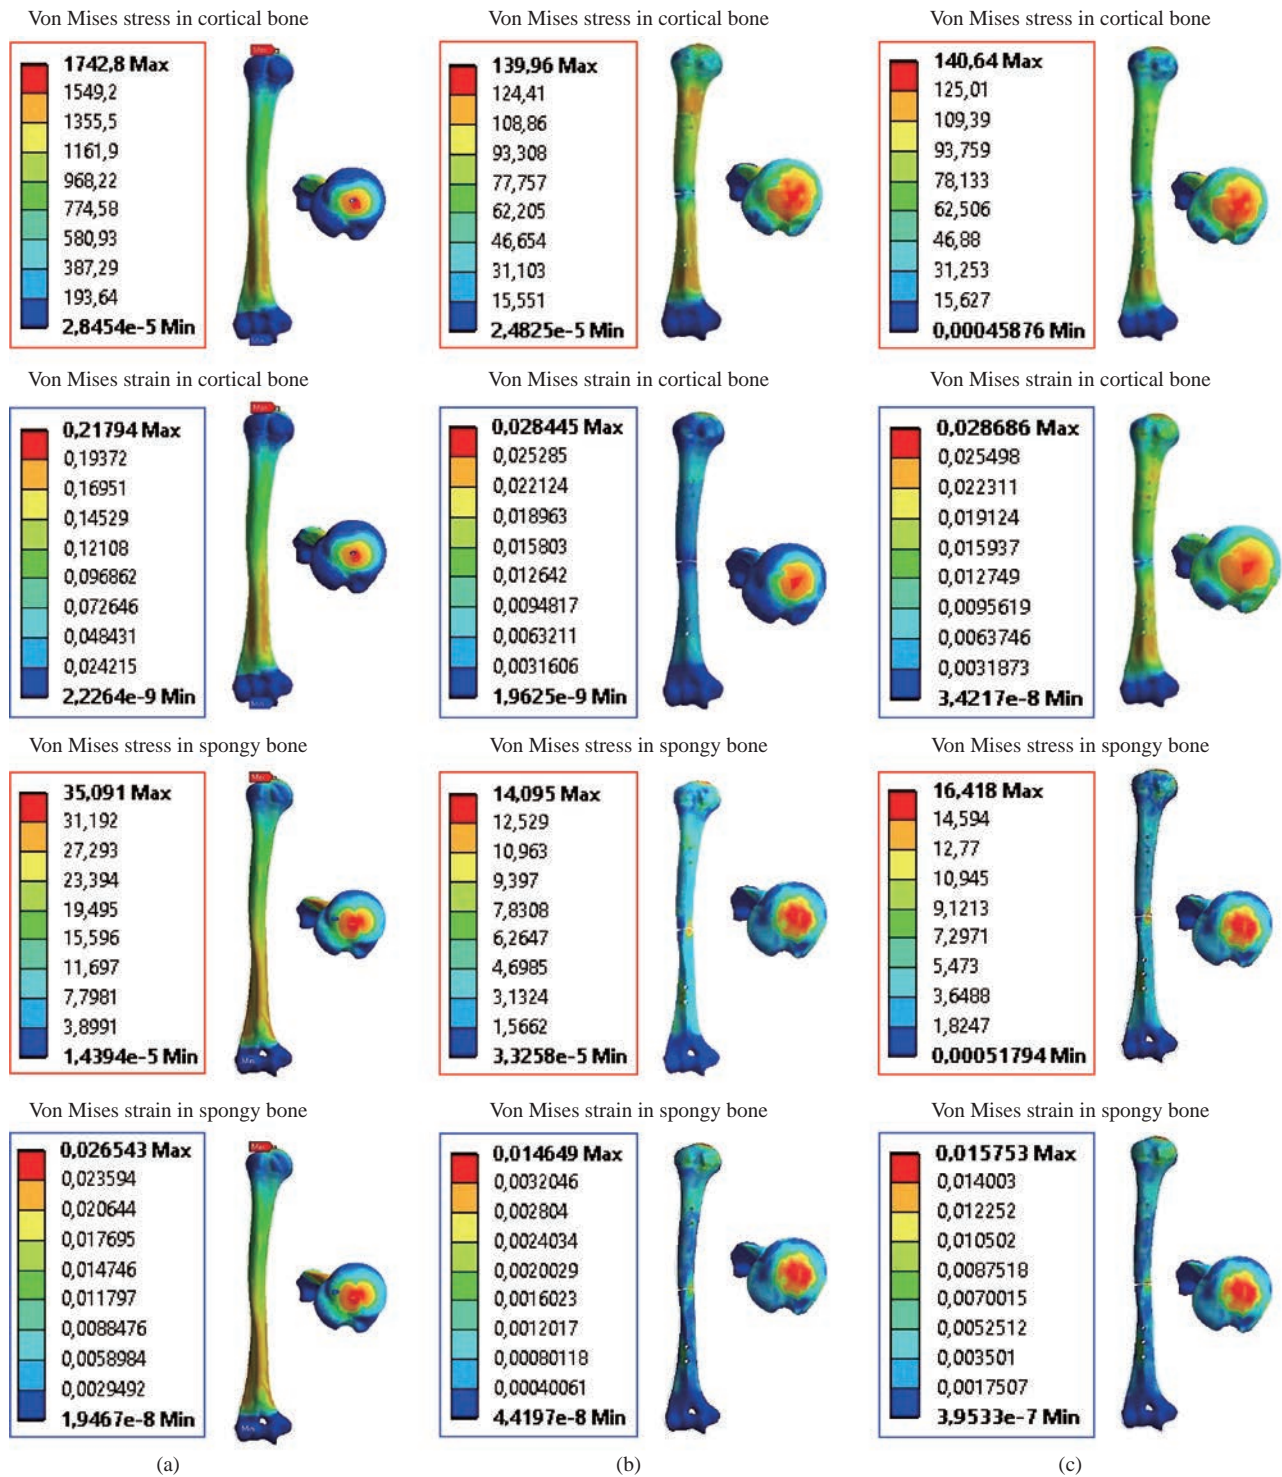 Von Mises stress in cortical bone
1742,8 Max
1549,2
1355,5
1161,9
968,22
774,58
580,93
387,29
193,64
2,8454e-5 Min
Von Mises stress in cortical bone
139,96 Max
124,41
108,86
93,308
77,757
62,205
46,654
31,103
15,551
2,4825e-5 Min
Von Mises stress in cortical bone
140,64 Max
125,01
109,39
93,759
78,133
62,506
46,88
31,253
15,627
0,00045876 Min
Von Mises strain in cortical bone
0,21794 Max
0,19372
0,16951
0,14529
0,12108
0,096862
0,072646
0,048431
0,024215
2,2264e-9 Min
Von Mises strain in cortical bone
0,028445 Max
0,025285
0,022124
0,018963
0,015803
0,012642
0,0094817
0,0063211
0,0031606
1,9625e-9 Min
Von Mises strain in cortical bone
0,028686 Max
0,025498
0,022311
0,019124
0,015937
0,012749
0,0095619
0,0063746
0,0031873
3,4217e-8 Min
Von Mises stress in spongy bone
35,091 Max
31,192
27,293
23,394
19,495
15,596
11,697
7,7981
3,8991
1,4394e-5 Min
Von Mises stress in spongy bone
14,095 Max
12,529
10,963
9,397
7,8308
6,2647
4,6985
3,1324
1,5662
3,3258e-5 Min
Von Mises stress in spongy bone
16,418 Max
14,594
12,77
10,945
9,1213
7,2971
5,473
3,6488
1,8247
0,00051794 Min
Von Mises strain in spongy bone
0,026543 Max
0,023594
0,020644
0,017695
0,014746
0,011797
0,0088476
0,0058984
0,0029492
1,9467e-8 Min
Von Mises strain in spongy bone
0,014649 Max
0,0032046
0,002804
0,0024034
0,0020029
0,0016023
0,0012017
0,00080118
0,00040061
4,4197e-8 Min
Von Mises strain in spongy bone
0,015753 Max
0,014003
0,012252
0,010502
0,0087518
0,0070015
0,0052512
0,003501
0,0017507
3,9533e-7 Min
(a)
(b)
(c)